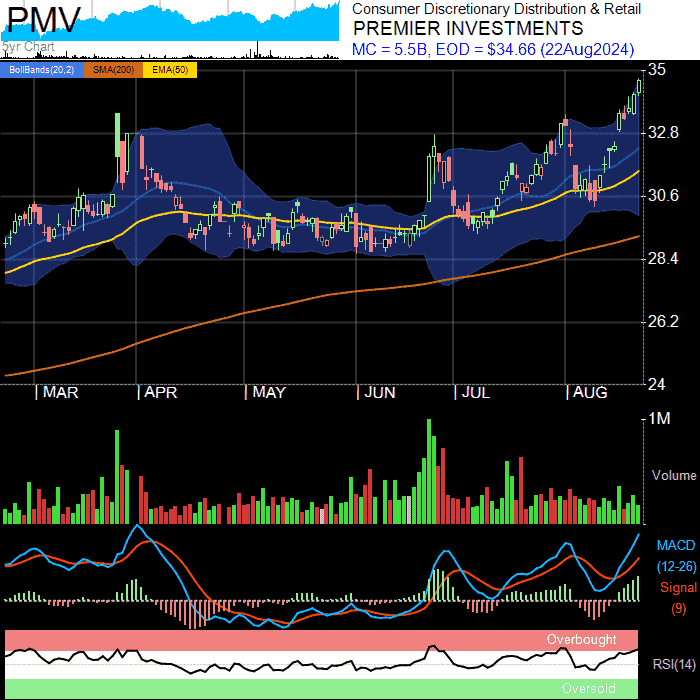 PMV
5yr Chart
Consumer Discretionary Distribution & Retail
PREMIER INVESTMENTS
MC = 5.5B, EOD = $34.66 (22Aug2024)
BollBands(20,2) SMA(200) EMA(50)
35
32.8
30.6
28.4
26.2
24
MAR APR MAY JUN JUL AUG
1M
Volume
MACD
(12-26)
Signal
(9)
Overbought
RSI(14)
Oversold